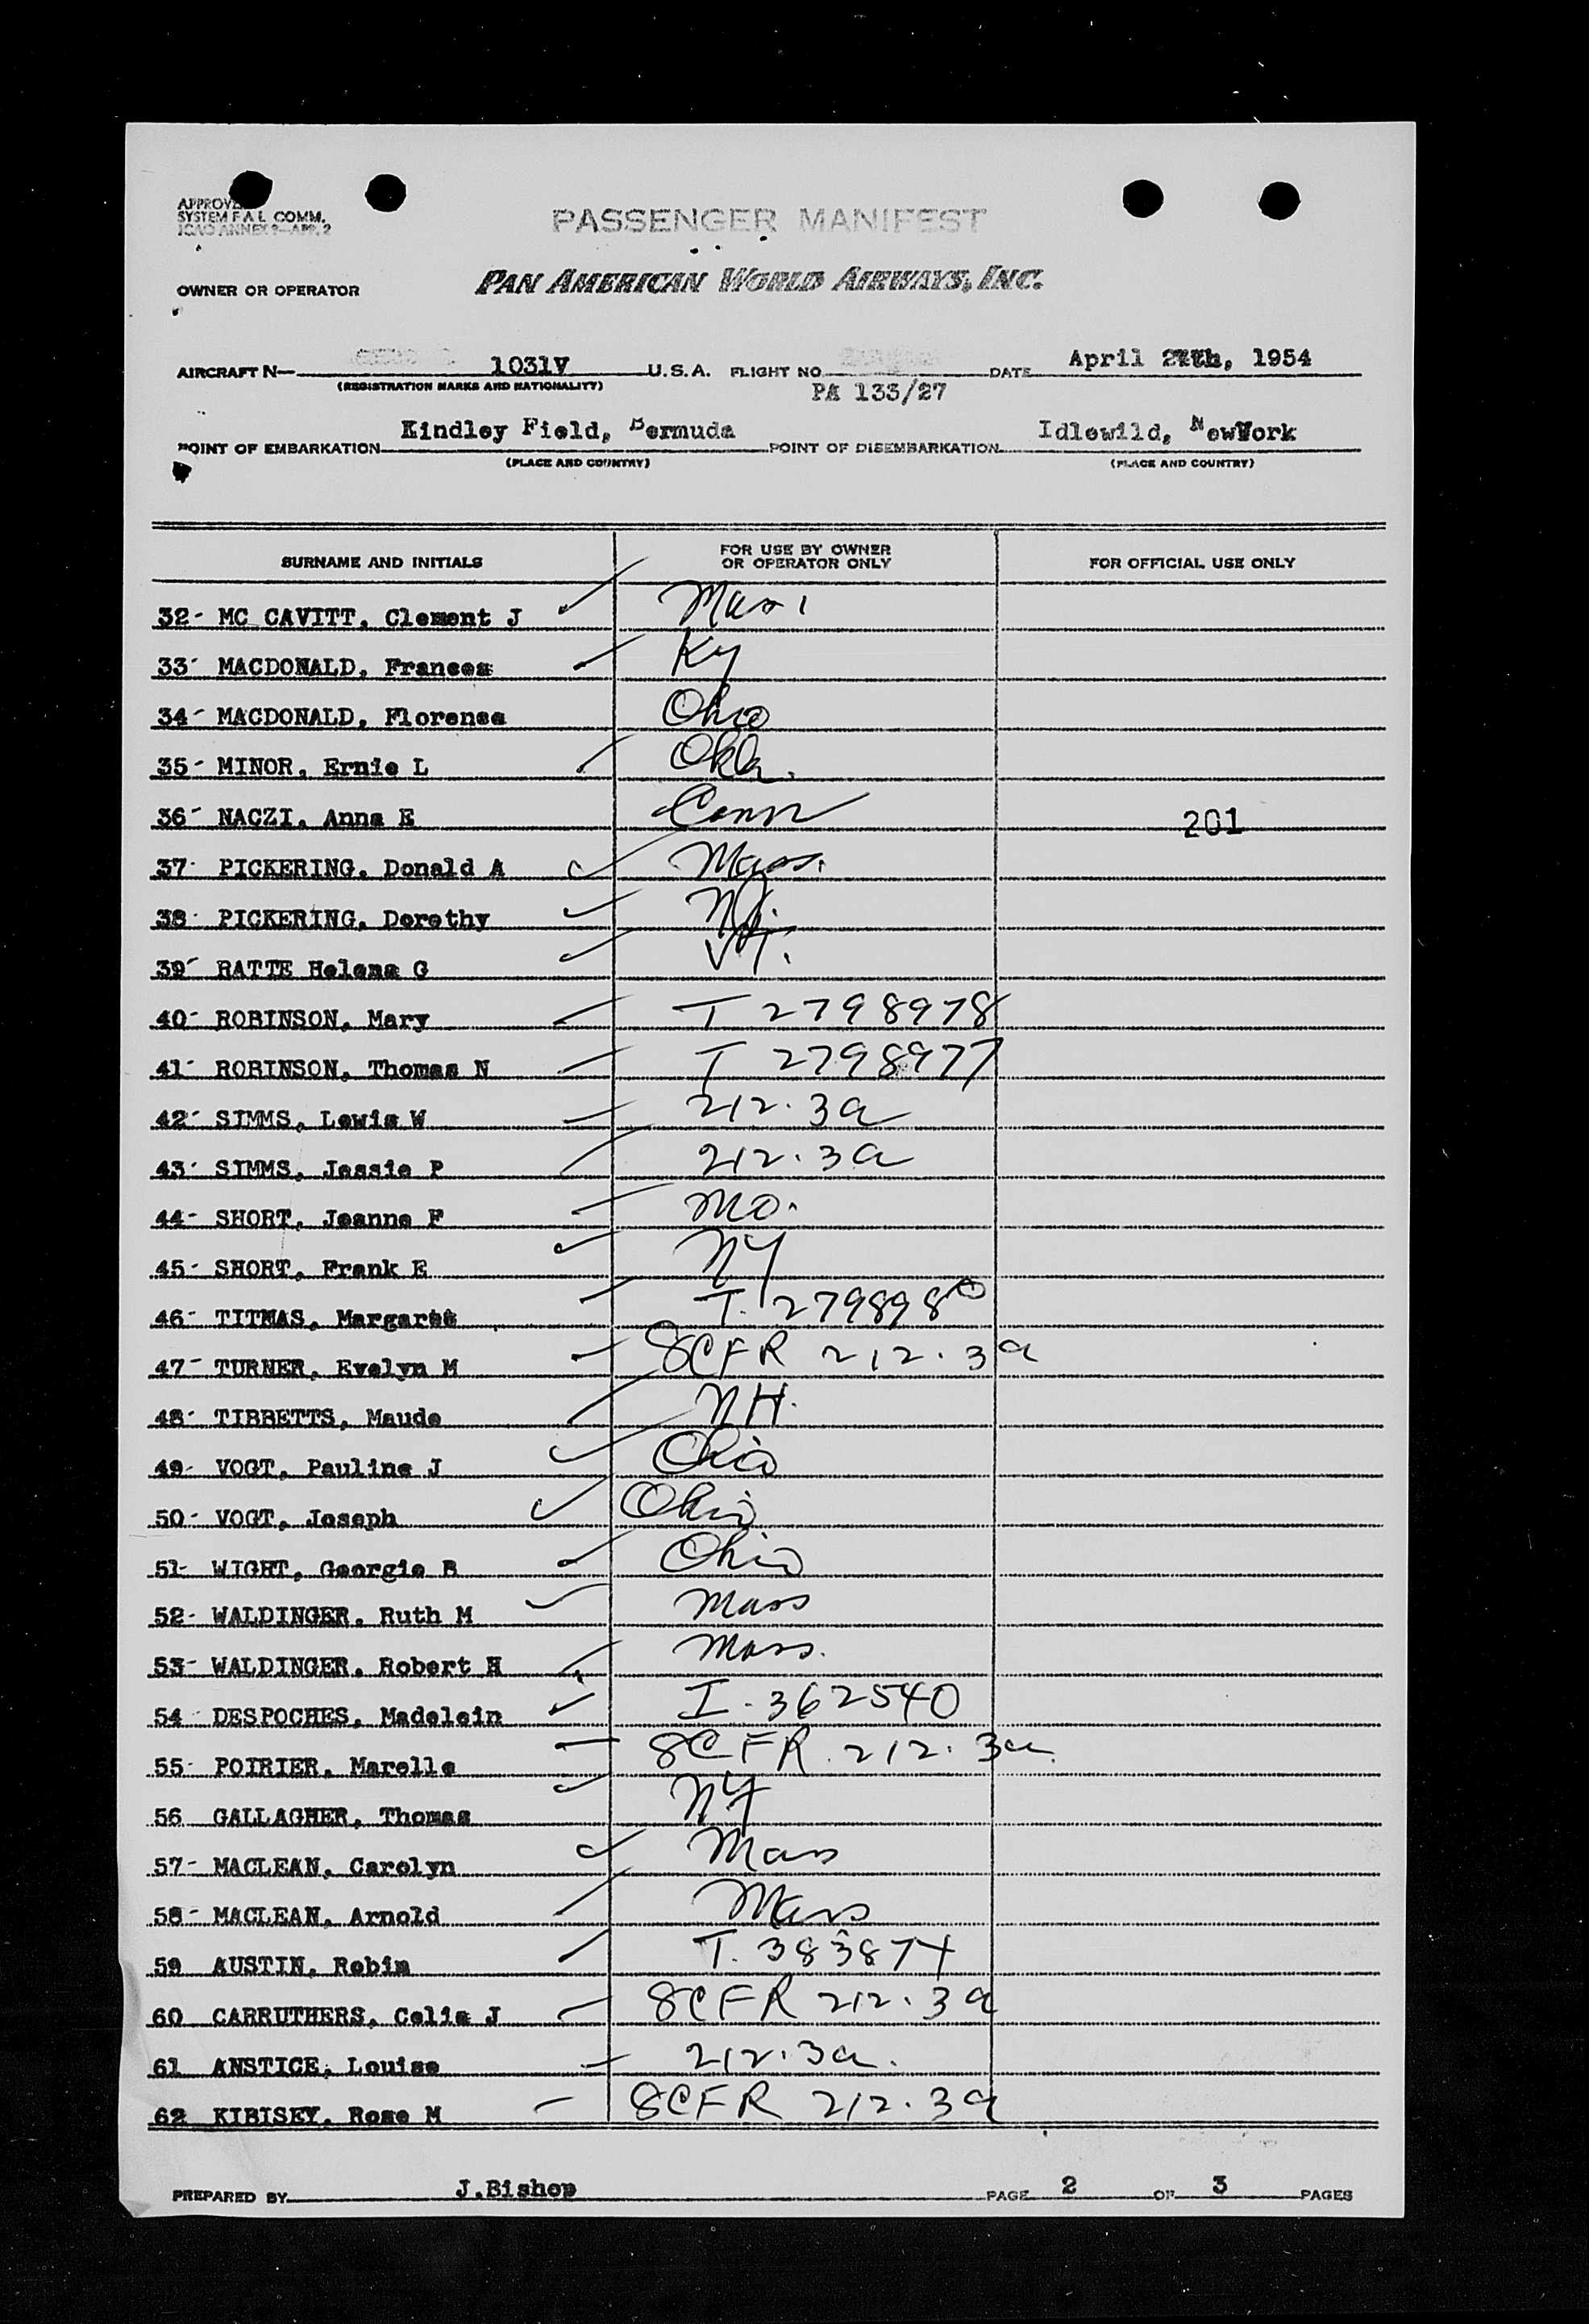 SYSTEM F A L COMM.
ICAO ANNEX 9—APP. 2
PASSENGER MANIFEST
OWNER OR OPERATOR PAN AMERICAN WORLD AIRWAYS, INC.
AIRCRAFT N— 1031V U.S.A. FLIGHT NO DATE April 1954
(REGISTRATION MARKS AND NATIONALITY) PA 133/27
POINT OF EMBARKATION Kindley Field, Bermuda POINT OF DISEMBARKATION Idlewild, NewYork
(PLACE AND COUNTRY) (PLACE AND COUNTRY)
SURNAME AND INITIALS FOR USE BY OWNER OR OPERATOR ONLY FOR OFFICIAL USE ONLY
32- MC CAVITT, Clement J Mass
33- MACDONALD, Frances Ky
34- MACDONALD, Florence Ohio
35- MINOR, Ernie L Okla.
36- NACZI, Anna E Conn 201
37- PICKERING, Donald A Mass.
38- PICKERING, Dorothy NJ.
39- RATTE Helena G VT.
40- ROBINSON, Mary T 2798978
41- ROBINSON, Thomas N T 2798977
42- SIMMS, Lewis W 212.3a
43- SIMMS, Jessie P 212.3a
44- SHORT, Jeanne F Mo.
45- SHORT, Frank E NY
46- TITMAS, Margaret T. 2798980
47- TURNER, Evelyn M 8CFR 212.3a
48- TIBBETTS, Maude NH.
49- VOGT, Pauline J Ohio
50- VOGT, Joseph Ohio
51- WIGHT, Georgie B Ohio
52- WALDINGER, Ruth M Mass
53- WALDINGER, Robert H Mass.
54 DESPOCHES, Madelein I-362540
55- POIRIER, Marelle 8CFR 212.3a
56 GALLAGHER, Thomas NY
57- MACLEAN, Carolyn Mass
58- MACLEAN, Arnold Mass
59 AUSTIN, Robin T. 383874
60 CARRUTHERS, Celia J 8CFR 212.3a
61 ANSTICE, Louise 212.3a.
62 KIBISEY, Rose M 8CFR 212.3a
PREPARED BY J.Bishop PAGE 2 OF 3 PAGES